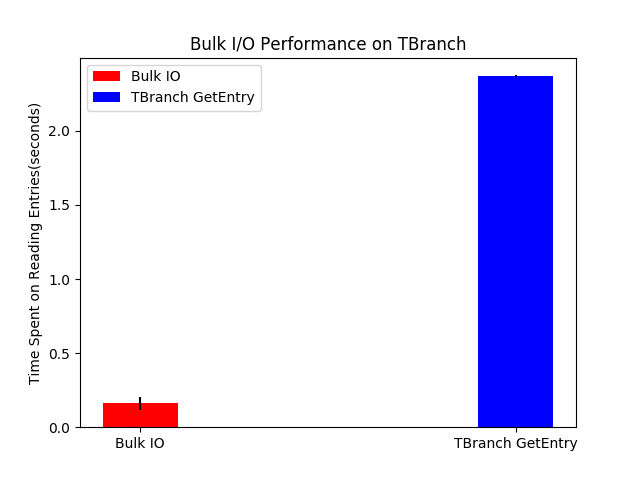 Bulk I/O Performance on TBranch
Bulk IO
TBranch GetEntry
Time Spent on Reading Entries(seconds)
2.0
1.5
1.0
0.5
0.0
Bulk IO
TBranch GetEntry